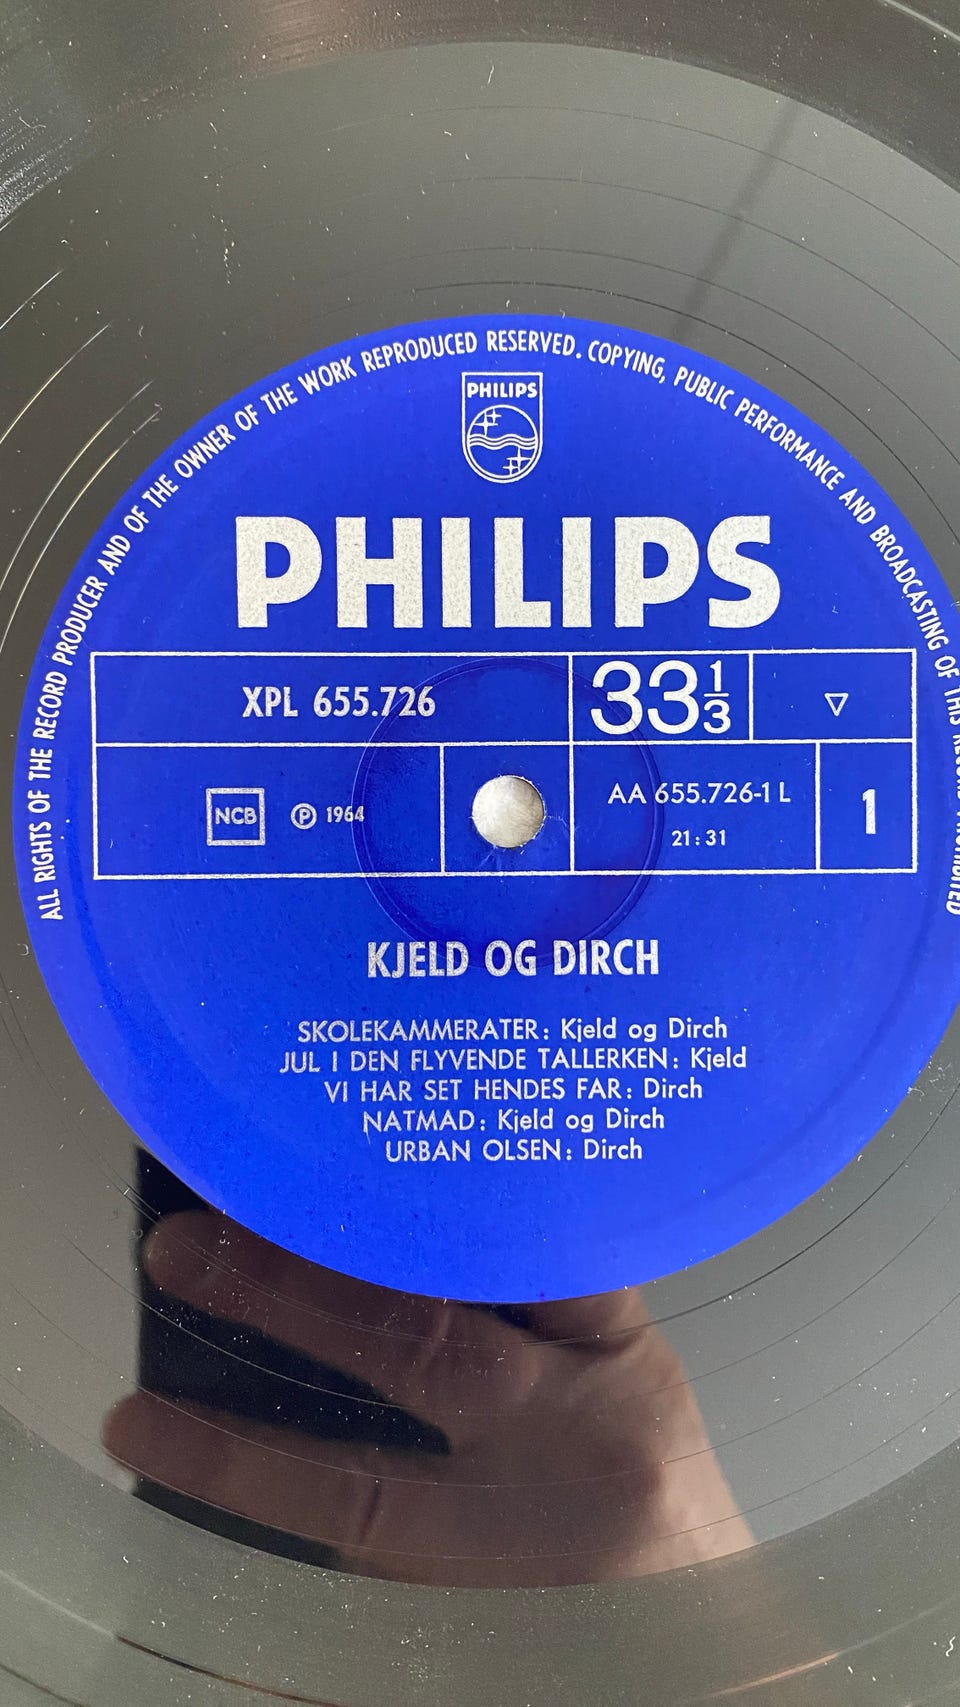 ALL RIGHTS OF THE RECORD PRODUCER AND OF THE OWNER OF THE WORK REPRODUCED RESERVED. COPYING, PUBLIC PERFORMANCE AND BROADCASTING OF THIS
PHILIPS
PHILIPS
XPL 655.726
33 1/3
▽
NCB
Ⓟ 1964
AA 655.726-1 L
21:31
1
KJELD OG DIRCH
SKOLEKAMMERATER: Kjeld og Dirch
JUL I DEN FLYVENDE TALLERKEN: Kjeld
VI HAR SET HENDES FAR: Dirch
NATMAD: Kjeld og Dirch
URBAN OLSEN: Dirch